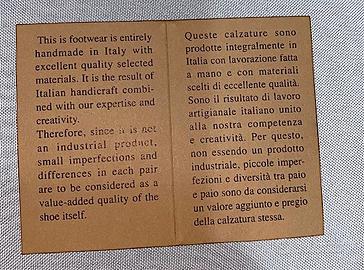 This is footwear is entirely
handmade in Italy with
excellent quality selected
materials. It is the result of
Italian handicraft combi-
ned with our expertise and
creativity.
Therefore, since it is not
an industrial product,
small imperfections and
differences in each pair
are to be considered as a
value-added quality of the
shoe itself.
Queste calzature sono
prodotte integralmente in
Italia con lavorazione fatta
a mano e con materiali
scelti di eccellente qualità.
Sono il risultato di lavoro
artigianale italiano unito
alla nostra competenza
e creatività. Per questo,
non essendo un prodotto
industriale, piccole imper-
fezioni e diversità tra paio
e paio sono da considerarsi
un valore aggiunto e pregio
della calzatura stessa.